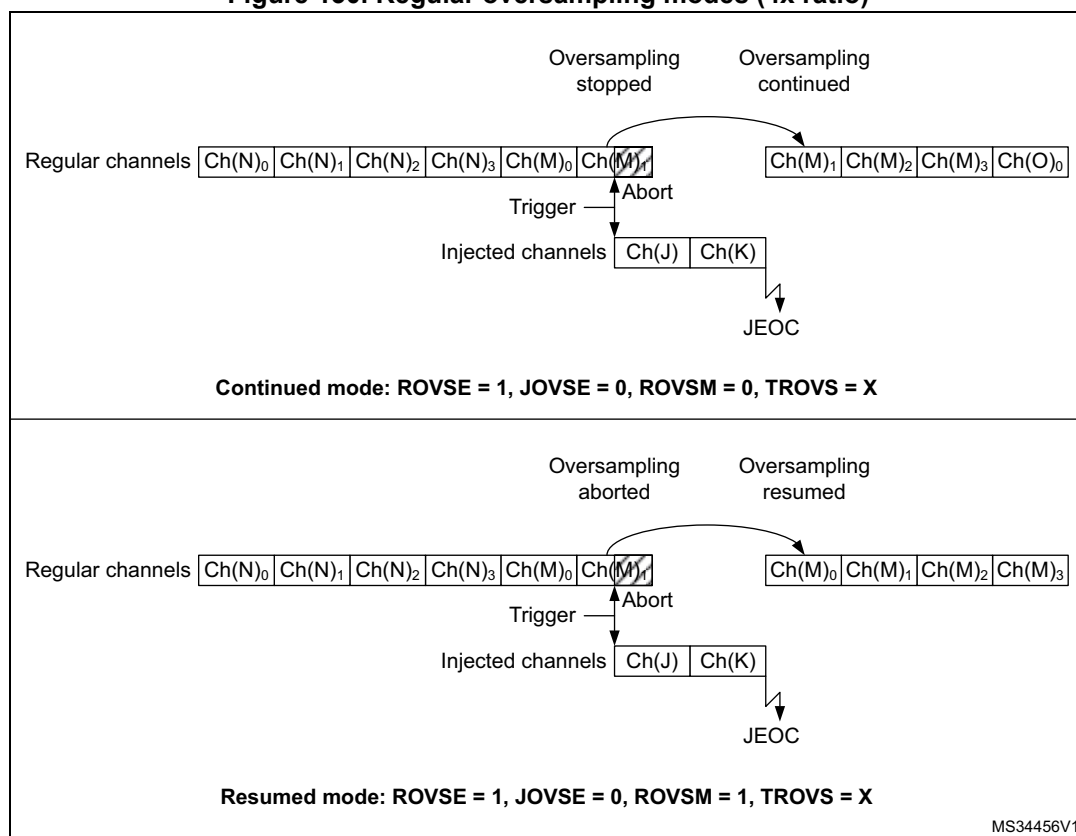 Figure Regular oversampling modes ratio)
Oversampling stopped
Oversampling continued
Regular channels Ch(N)₀ Ch(N)₁ Ch(N)₂ Ch(N)₃ Ch(M)₀ Ch(M)₁ Ch(M)₁ Ch(M)₂ Ch(M)₃ Ch(O)₀
Abort
Trigger
Injected channels Ch(J) Ch(K)
JEOC
Continued mode: ROVSE = 1, JOVSE = 0, ROVSM = 0, TROVS = X
Oversampling aborted
Oversampling resumed
Regular channels Ch(N)₀ Ch(N)₁ Ch(N)₂ Ch(N)₃ Ch(M)₀ Ch(M)₁ Ch(M)₀ Ch(M)₁ Ch(M)₂ Ch(M)₃
Abort
Trigger
Injected channels Ch(J) Ch(K)
JEOC
Resumed mode: ROVSE = 1, JOVSE = 0, ROVSM = 1, TROVS = X
MS34456V1